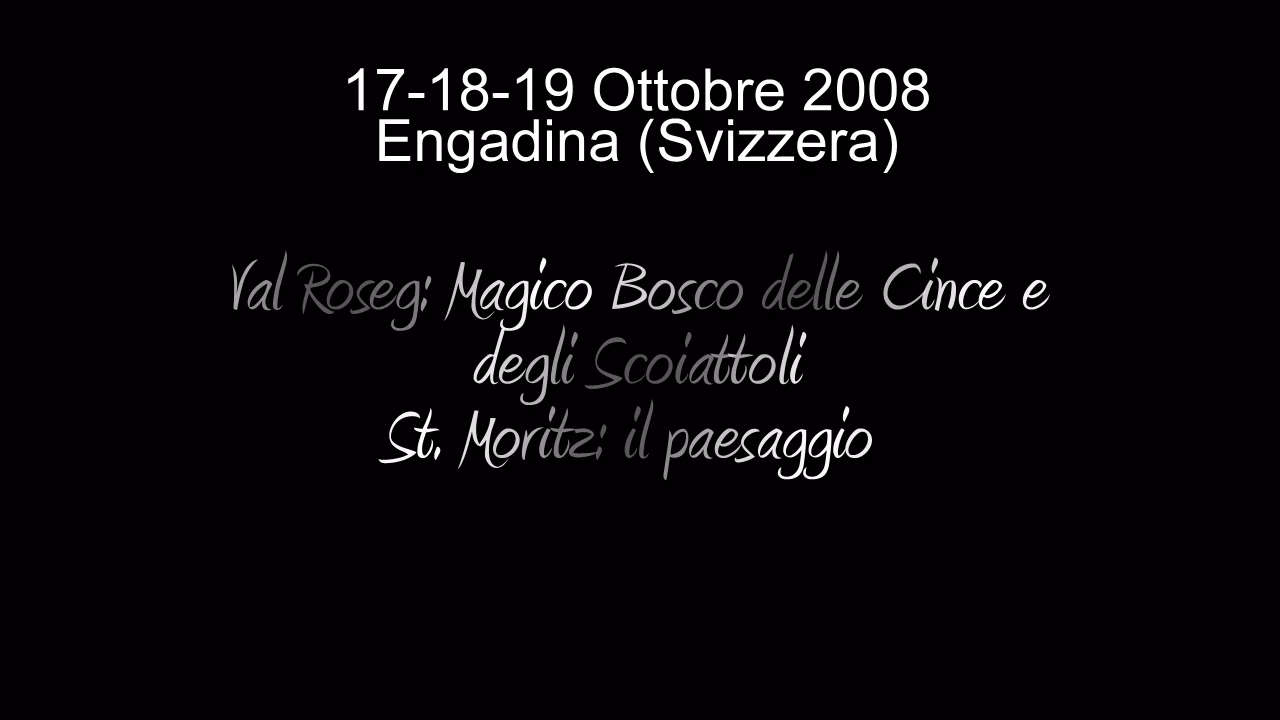 17-18-19 Ottobre 2008
Engadina (Svizzera)
Val Roseg: Magico Bosco delle Cince e
degli Scoiattoli
St. Moritz: il paesaggio